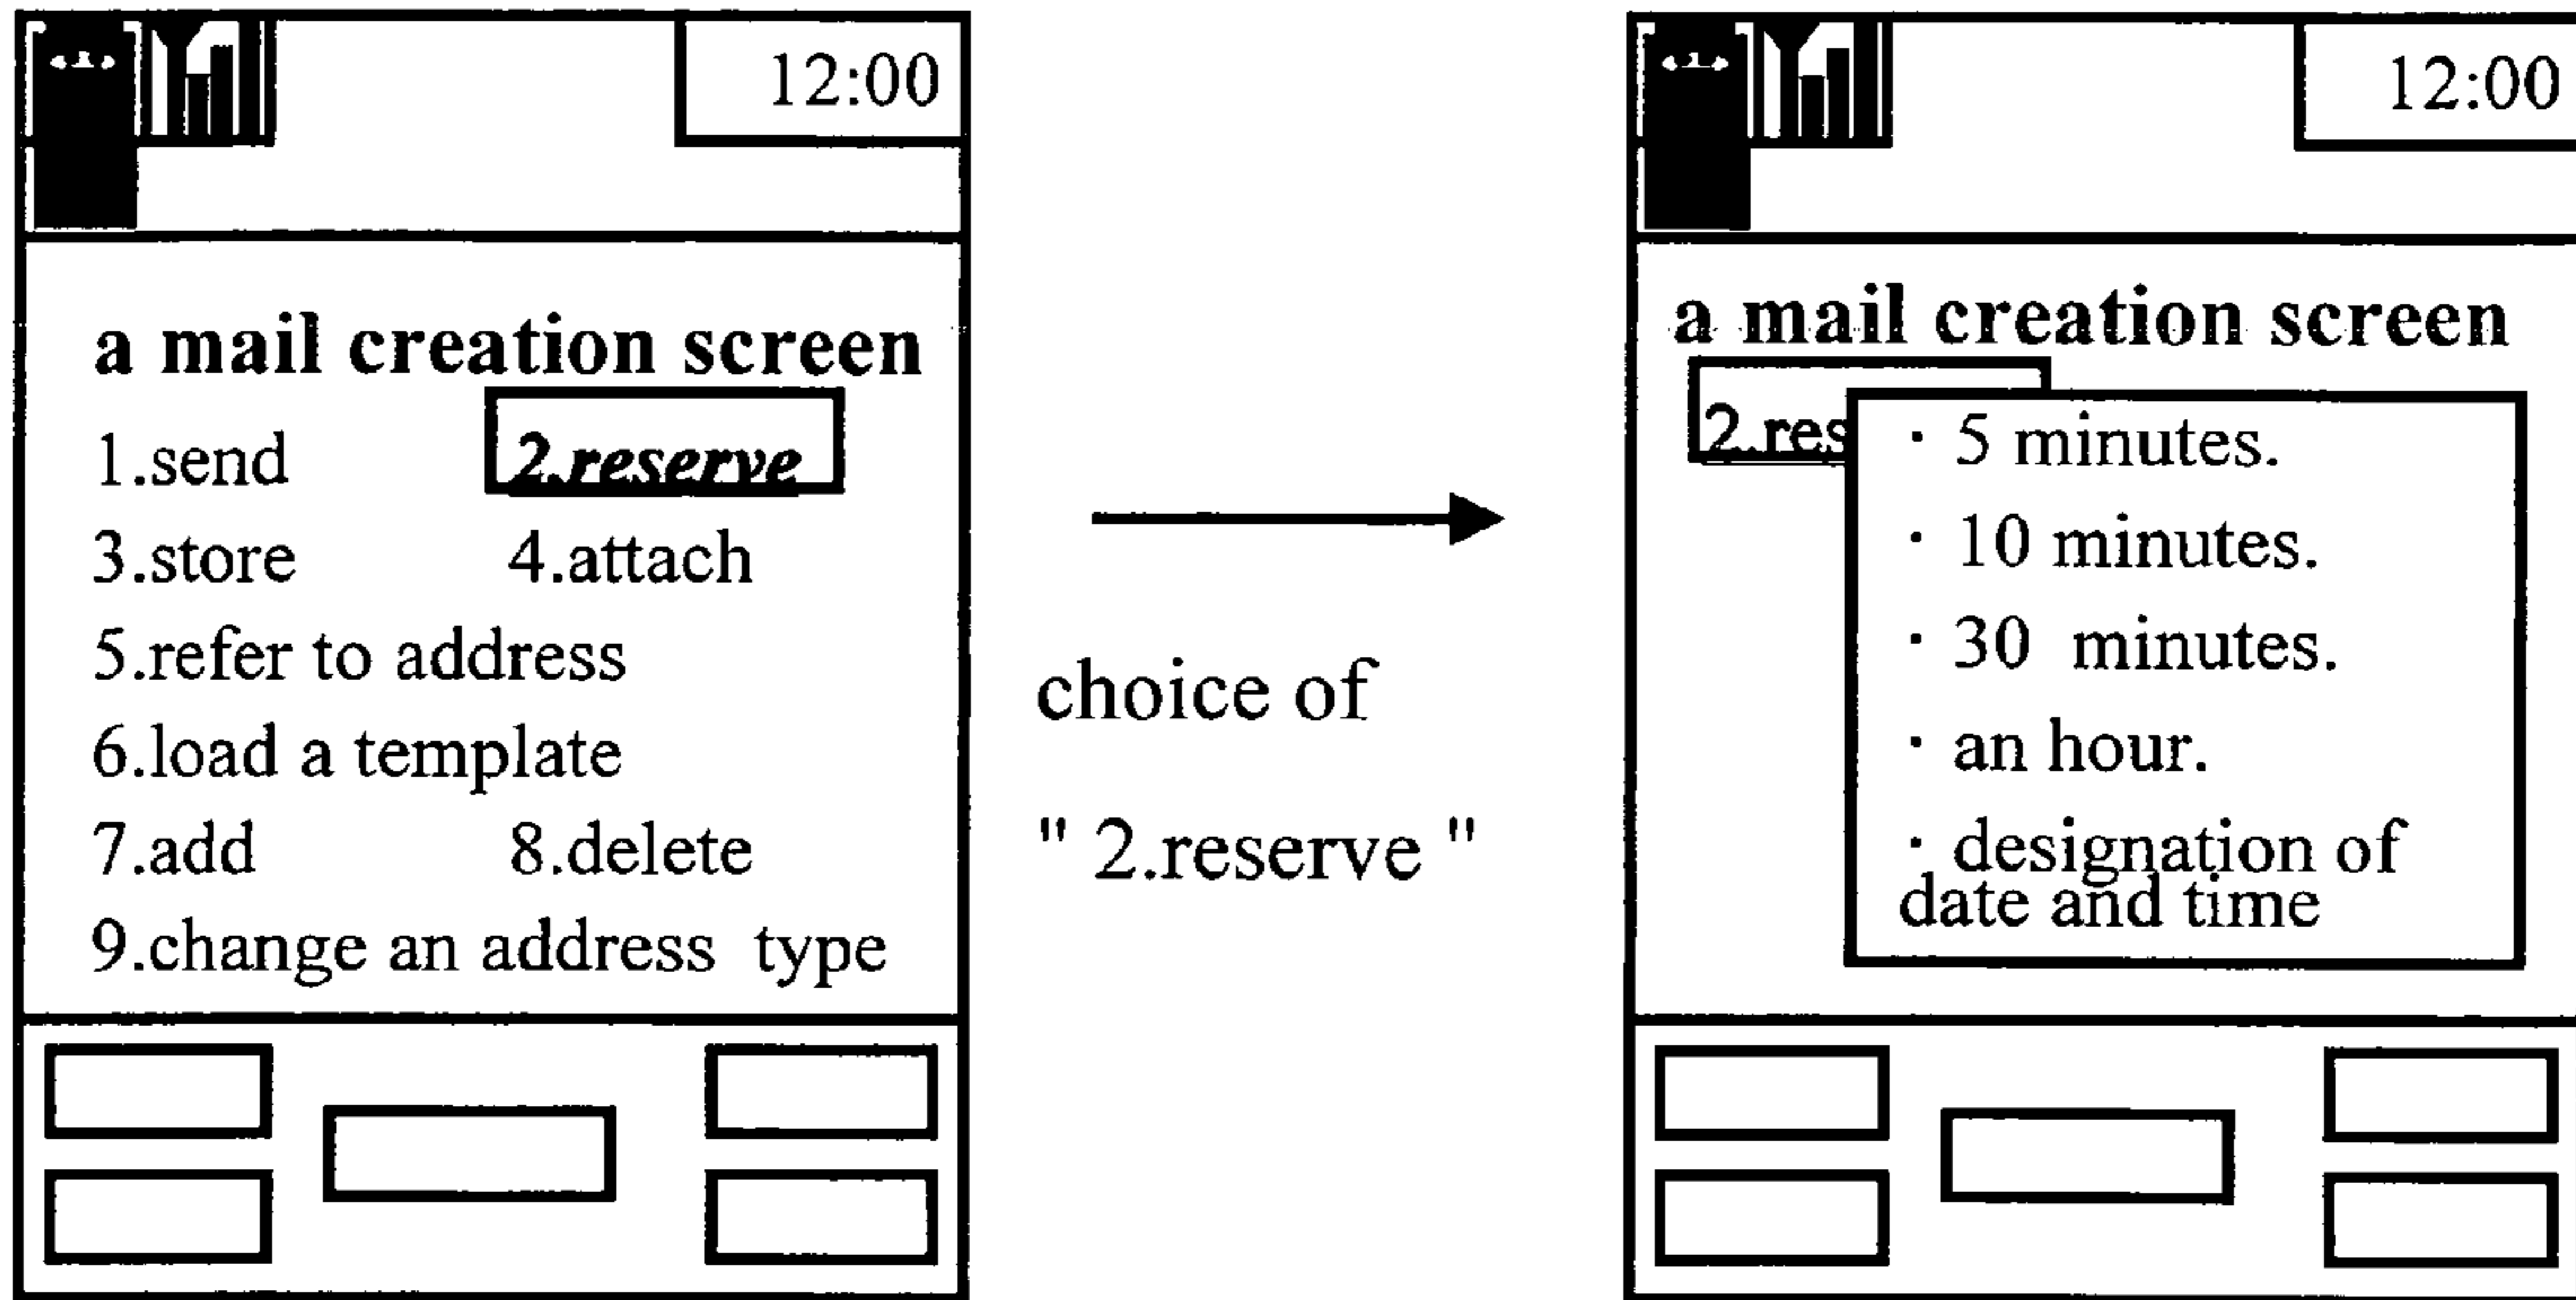 12:00
a mail creation screen
1.send 2.reserve
3.store 4.attach
5.refer to address
6.load a template
7.add 8.delete
9.change an address type
choice of
" 2.reserve "
12:00
a mail creation screen
2.res
· 5 minutes.
· 10 minutes.
· 30 minutes.
· an hour.
· designation of
date and time